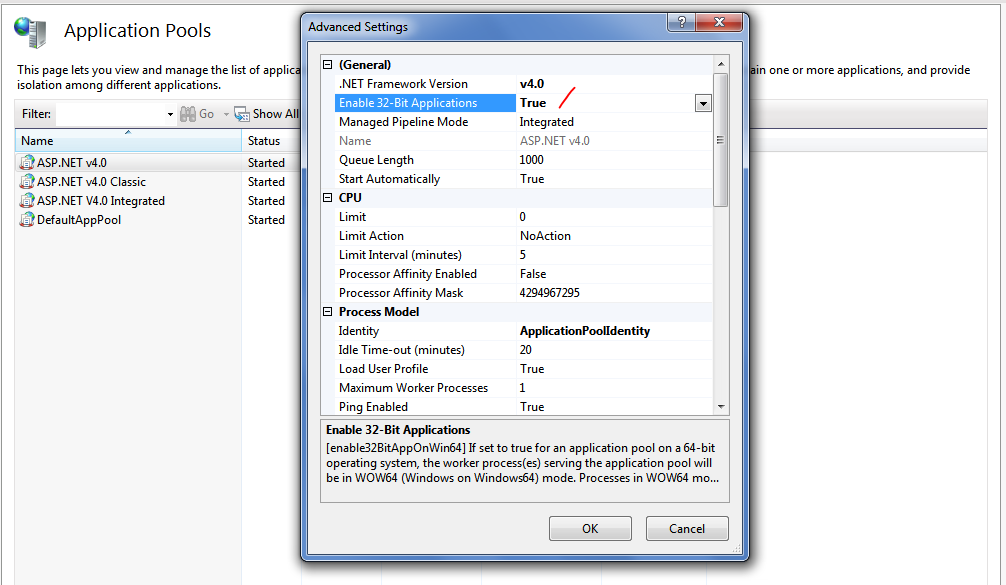 Application Pools
This page lets you view and manage the list of applica
ain one or more applications, and provide
isolation among different applications.
Filter:
Go
Show All
Name
Status
ASP.NET v4.0
Started
ASP.NET v4.0 Classic
Started
ASP.NET V4.0 Integrated
Started
DefaultAppPool
Started
Advanced Settings
(General)
.NET Framework Version
v4.0
Enable 32-Bit Applications
True
Managed Pipeline Mode
Integrated
Name
ASP.NET v4.0
Queue Length
1000
Start Automatically
True
CPU
Limit
0
Limit Action
NoAction
Limit Interval (minutes)
5
Processor Affinity Enabled
False
Processor Affinity Mask
4294967295
Process Model
Identity
ApplicationPoolIdentity
Idle Time-out (minutes)
20
Load User Profile
True
Maximum Worker Processes
1
Ping Enabled
True
Enable 32-Bit Applications
[enable32BitAppOnWin64] If set to true for an application pool on a 64-bit
operating system, the worker process(es) serving the application pool will
be in WOW64 (Windows on Windows64) mode. Processes in WOW64 mo...
OK
Cancel